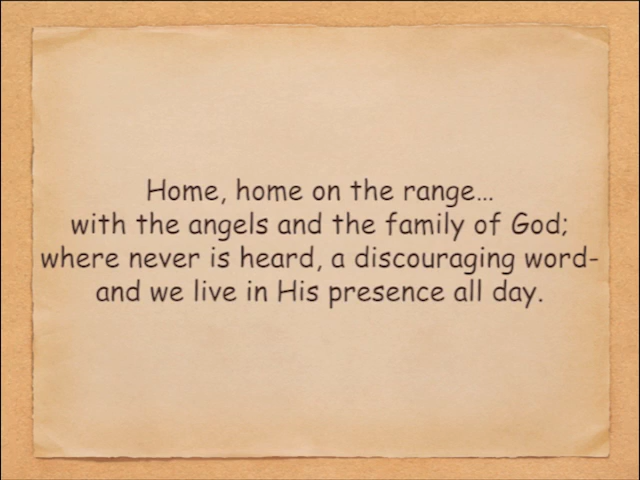 Home, home on the range...
with the angels and the family of God;
where never is heard, a discouraging word-
and we live in His presence all day.